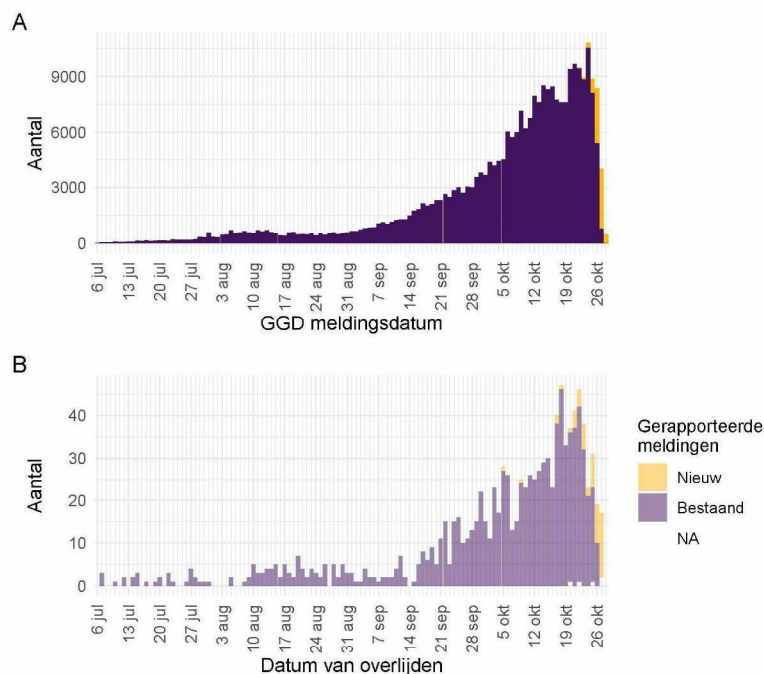 A
Aantal
9000
6000
3000
0
6 jul
13 jul
20 jul
27 jul
3 aug
10 aug
17 aug
24 aug
31 aug
7 sep
14 sep
21 sep
28 sep
5 okt
12 okt
19 okt
26 okt
GGD meldingsdatum
B
Aantal
40
30
20
10
0
6 jul
13 jul
20 jul
27 jul
3 aug
10 aug
17 aug
24 aug
31 aug
7 sep
14 sep
21 sep
28 sep
5 okt
12 okt
19 okt
26 okt
Datum van overlijden
Gerapporteerde
meldingen
Nieuw
Bestaand
NA